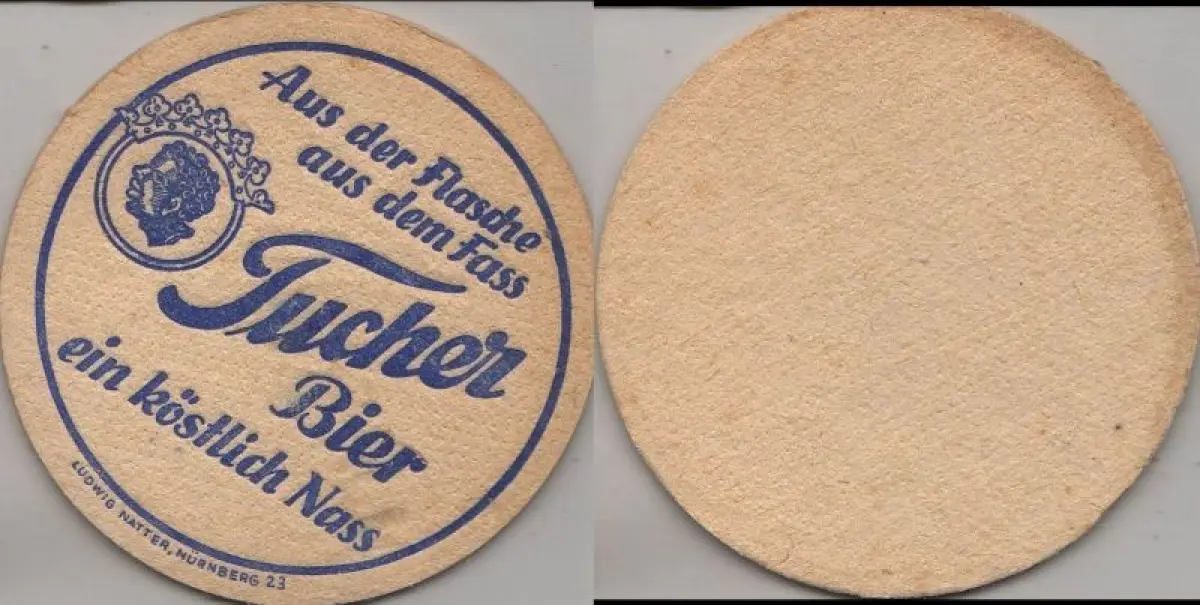 Aus der Flasche
aus dem Fass
Tucher
Bier
ein köstlich Nass
LUDWIG NATTER, NÜRNBERG 23